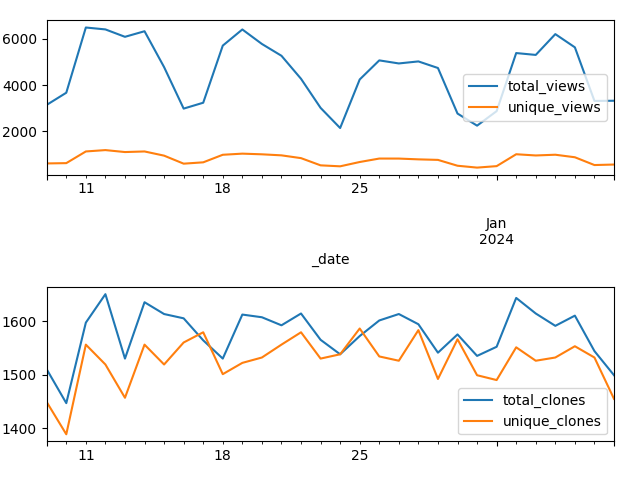 6000
4000
2000
total_views
unique_views
11
18
25
Jan
2024
_date
1600
1500
1400
total_clones
unique_clones
11
18
25